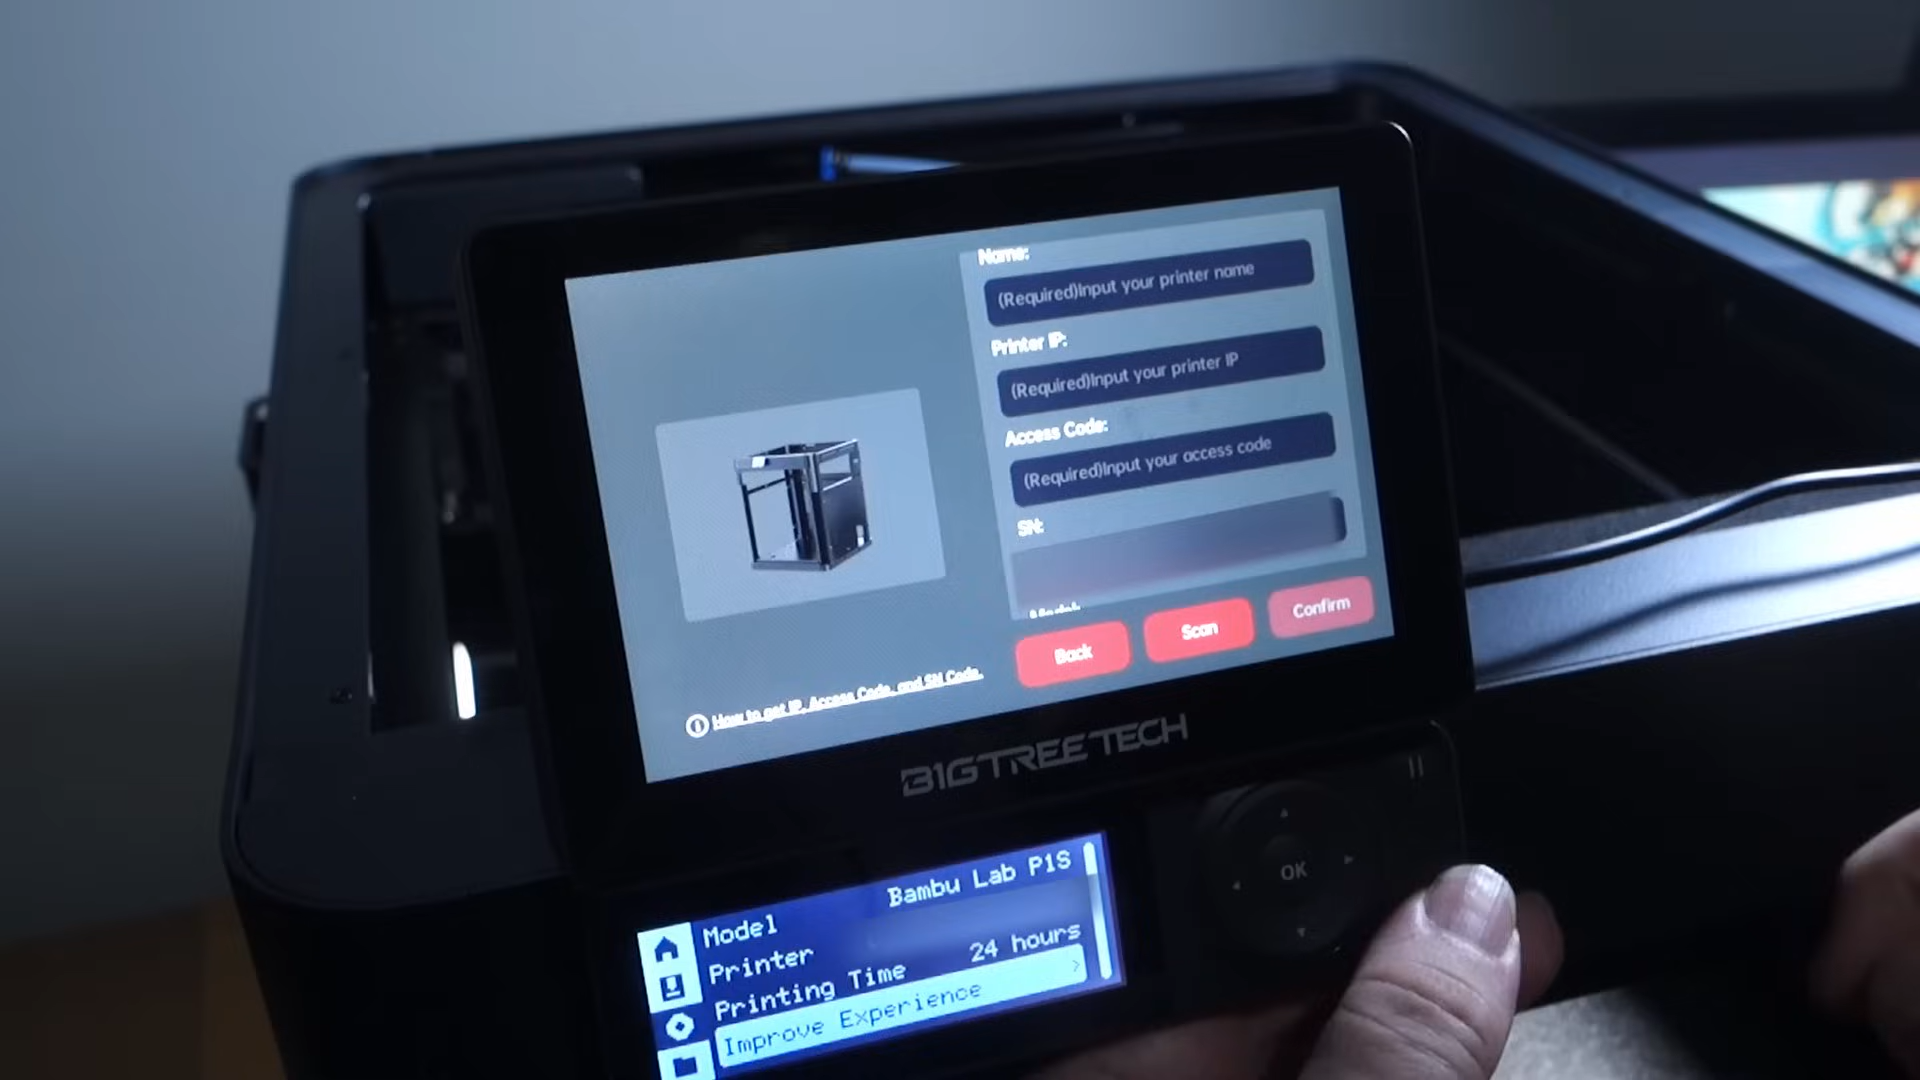 Name:
(Required)Input your printer name
Printer IP:
(Required)Input your printer IP
Access Code:
(Required)Input your access code
SN:
Model:
Back
Scan
Confirm
How to get IP, Access Code, and SN Code.
BIGTREETECH
OK
Model Bambu Lab P1S
Printer
Printing Time 24 hours
Improve Experience >